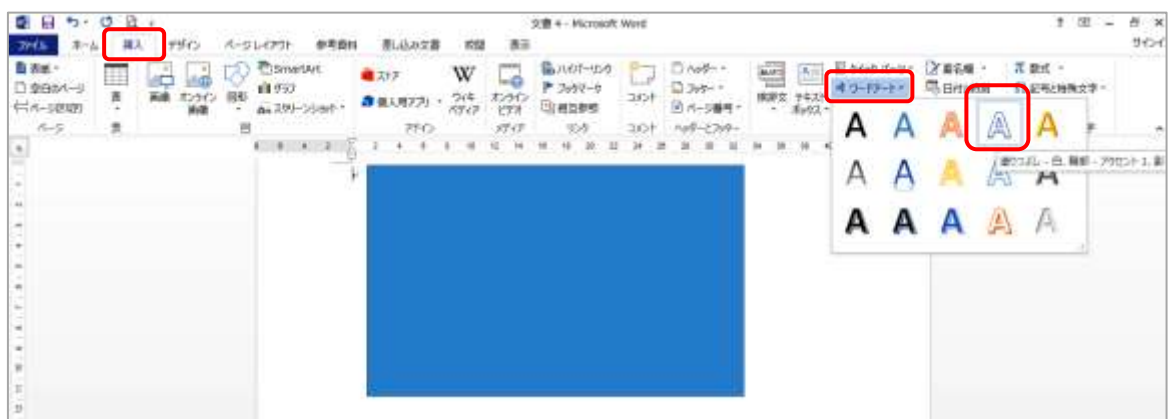 文書 4 - Microsoft Word
ファイル ホーム 挿入 デザイン ページ レイアウト 参考資料 差し込み文書 校閲 表示
サインイ
表紙
空白のページ
ページ区切り
表
画像
オンライン画像
図形
SmartArt
グラフ
スクリーンショット
ストア
個人用アプリ
ウィキペディア
オンラインビデオ
ハイパーリンク
ブックマーク
相互参照
コメント
ヘッダー
フッター
ページ番号
挨拶文
テキストボックス
クイック パーツ
ワードアート
署名欄
数式
記号と特殊文字
ページ 表 図 アプリ メディア リンク コメント ヘッダーとフッター
A A A A A
塗りつぶし - 白, 輪郭 - アクセント 1, 影
A A A A A
A A A A A